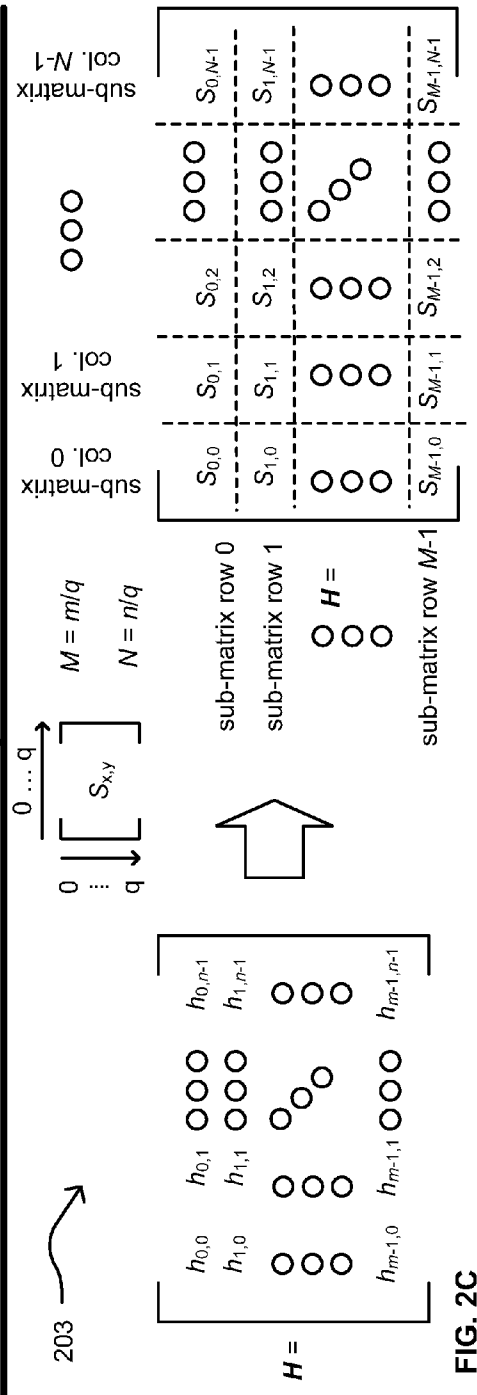 203
H =
h0,0 h0,1 h0,n-1
h1,0 h1,1 h1,n-1
hm-1,0 hm-1,1 hm-1,n-1
0 ... q
0 ... q
Sx,y
M = m/q
N = n/q
sub-matrix
col. 0
sub-matrix
col. 1
sub-matrix
col. N-1
sub-matrix row 0
sub-matrix row 1
H =
sub-matrix row M-1
S0,0 S0,1 S0,2 S0,N-1
S1,0 S1,1 S1,2 S1,N-1
SM-1,0 SM-1,1 SM-1,2 SM-1,N-1
FIG. 2C